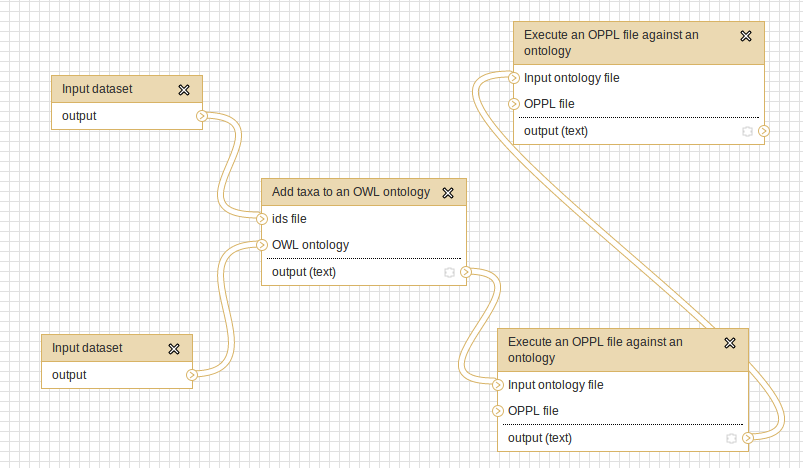 Input dataset
output
Input dataset
output
Add taxa to an OWL ontology
ids file
OWL ontology
output (text)
Execute an OPPL file against an
ontology
Input ontology file
OPPL file
output (text)
Execute an OPPL file against an
ontology
Input ontology file
OPPL file
output (text)